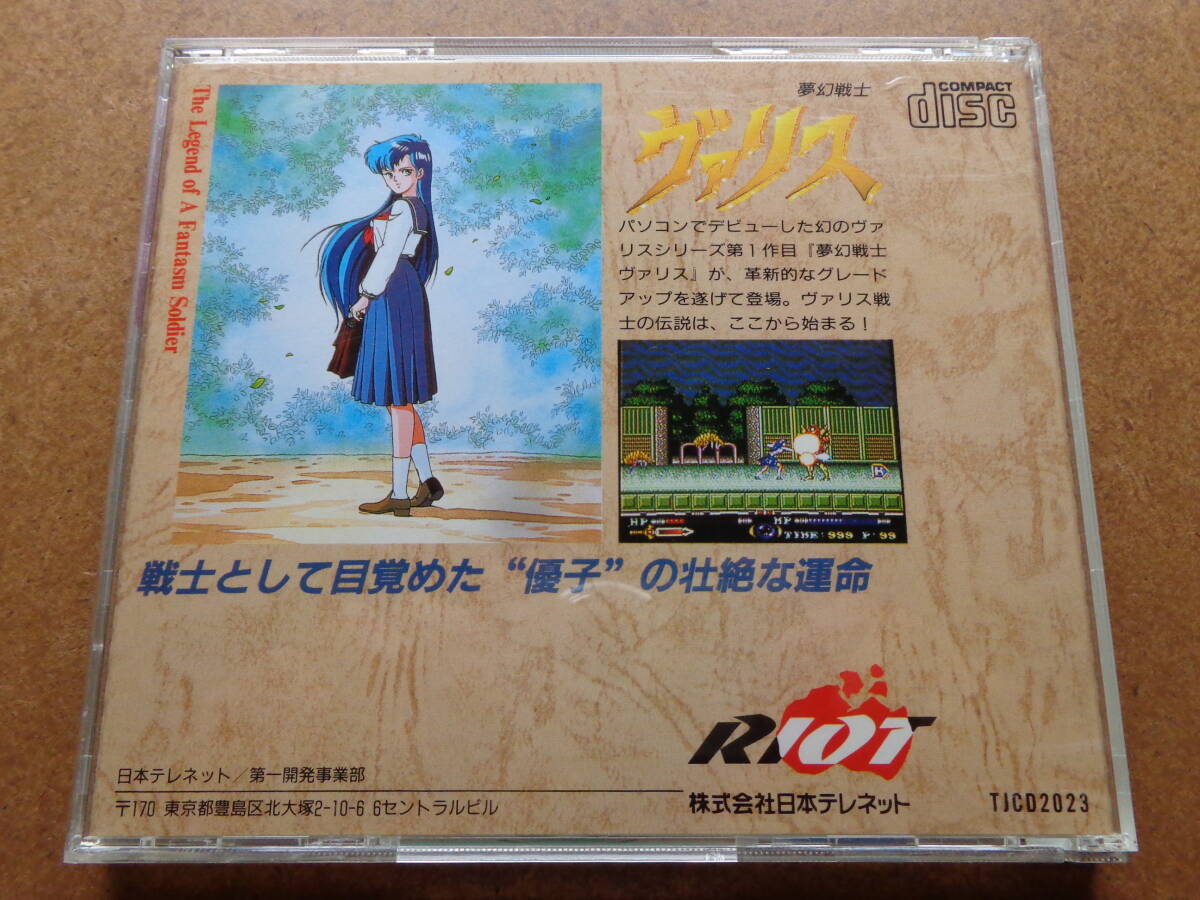 The Legend of A Fantasm Soldier
夢幻戦士
ヴァリス
COMPACT
disc
パソコンでデビューした幻のヴァ
リスシリーズ第1作目『夢幻戦士
ヴァリス』が、革新的なグレード
アップを遂げて登場。ヴァリス戦
士の伝説は、ここから始まる!
HP
MP
TIME:999 P:99
戦士として目覚めた“優子”の壮絶な運命
RIOT
日本テレネット/第一開発事業部
〒170 東京都豊島区北大塚2-10-6 6セントラルビル
株式会社日本テレネット
TJCD2023